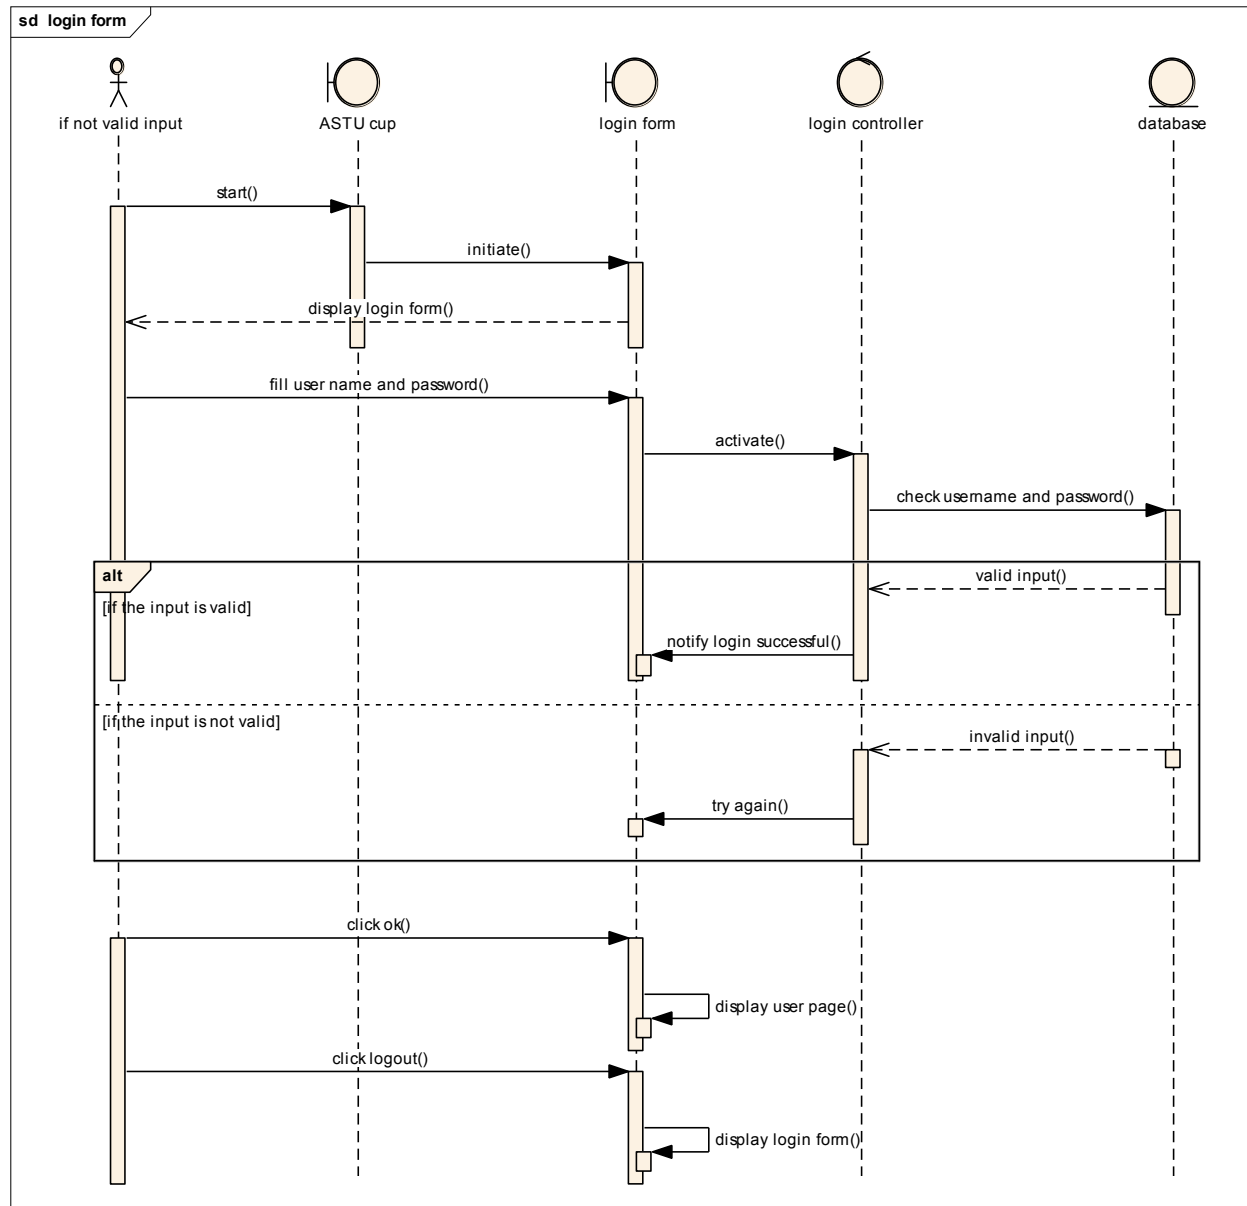 sd login form
if not valid input
ASTU cup
login form
login controller
database
start()
initiate()
display login form()
fill user name and password()
activate()
check username and password()
alt
valid input()
[if the input is valid]
notify login successful()
[if the input is not valid]
invalid input()
try again()
click ok()
display user page()
click logout()
display login form()